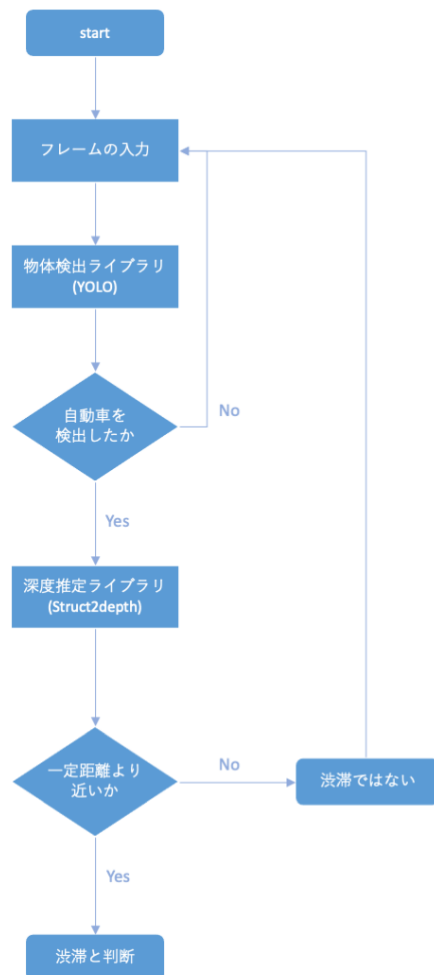 start
フレームの入力
物体検出ライブラリ
(YOLO)
自動車を
検出したか
No
Yes
深度推定ライブラリ
(Struct2depth)
一定距離より
近いか
No
渋滞ではない
Yes
渋滞と判断